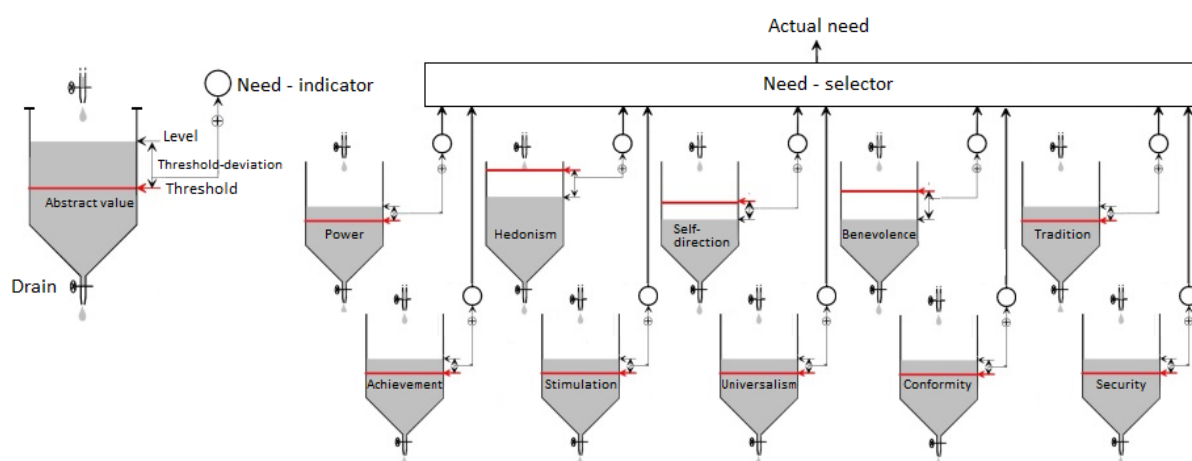 Actual need
Need - selector
Need - indicator
Level
Threshold-deviation
Threshold
Abstract value
Drain
Power
Hedonism
Self-
direction
Benevolence
Tradition
Achievement
Stimulation
Universalism
Conformity
Security